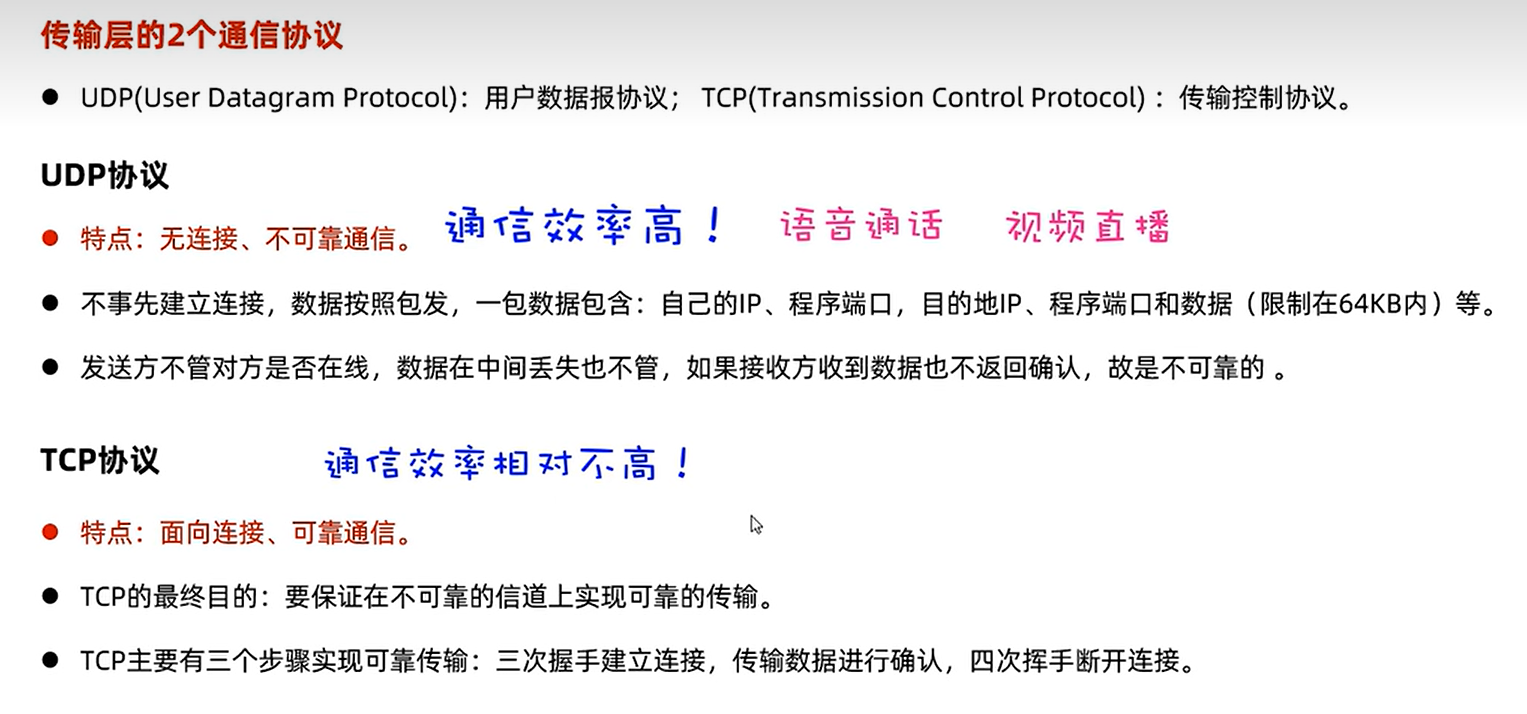 传输层的2个通信协议
● UDP(User Datagram Protocol)：用户数据报协议； TCP(Transmission Control Protocol) ：传输控制协议。
UDP协议
● 特点：无连接、不可靠通信。 通信效率高！ 语音通话 视频直播
● 不事先建立连接，数据按照包发，一包数据包含：自己的IP、程序端口，目的地IP、程序端口和数据（限制在64KB内）等。
● 发送方不管对方是否在线，数据在中间丢失也不管，如果接收方收到数据也不返回确认，故是不可靠的 。
TCP协议 通信效率相对不高！
● 特点：面向连接、可靠通信。
● TCP的最终目的：要保证在不可靠的信道上实现可靠的传输。
● TCP主要有三个步骤实现可靠传输：三次握手建立连接，传输数据进行确认，四次挥手断开连接。